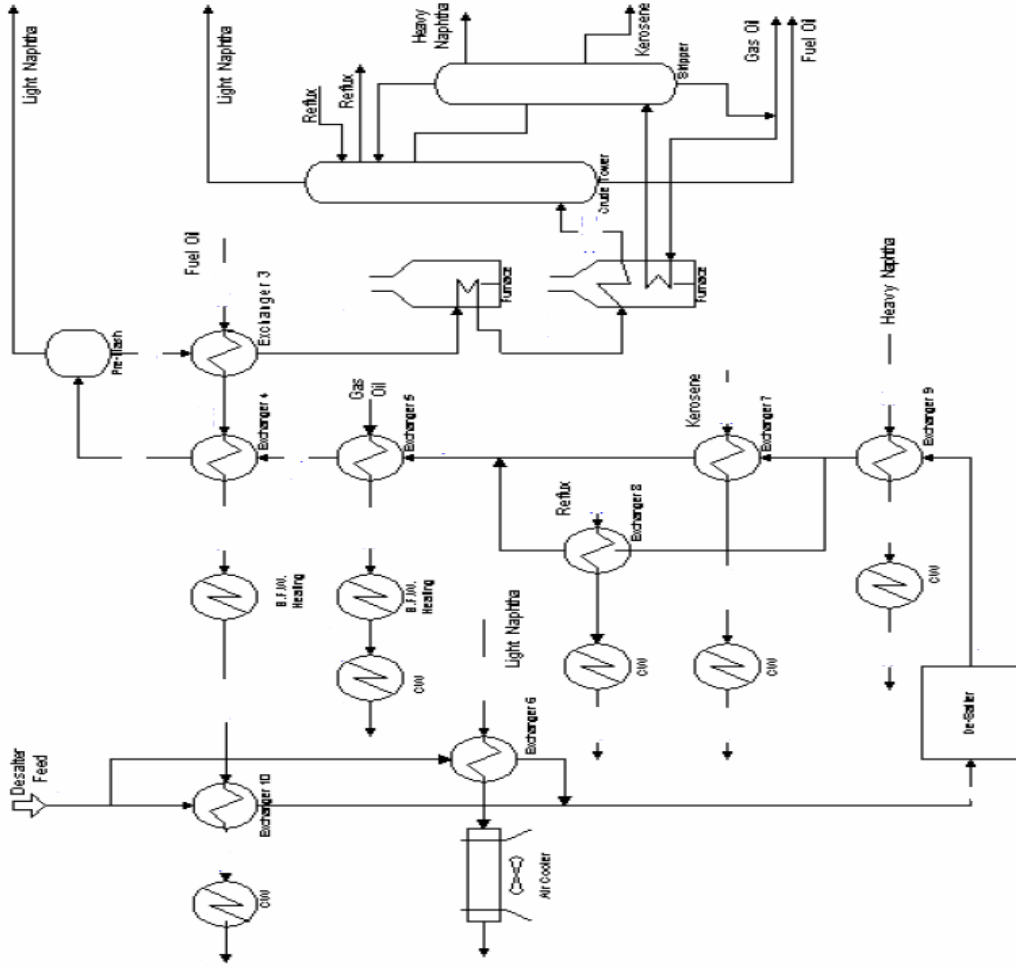 Light Naphtha
Light Naphtha
Heavy
Naphtha
Kerosene
Gas Oil
Fuel Oil
Reflux
Reflux
Stripper
Crude Tower
Fuel Oil
Exchanger 3
Furnace
Furnace
Heavy Naphtha
Pre-Flash
Exchanger 4
Gas
Oil
Exchanger 5
Kerosene
Exchanger 7
Exchanger 9
Reflux
Exchanger 8
B.F.W.
Heating
B.F.W.
Heating
CW
CW
CW
CW
Light Naphtha
Exchanger 6
Desalter
Feed
Exchanger 10
CW
Air Cooler